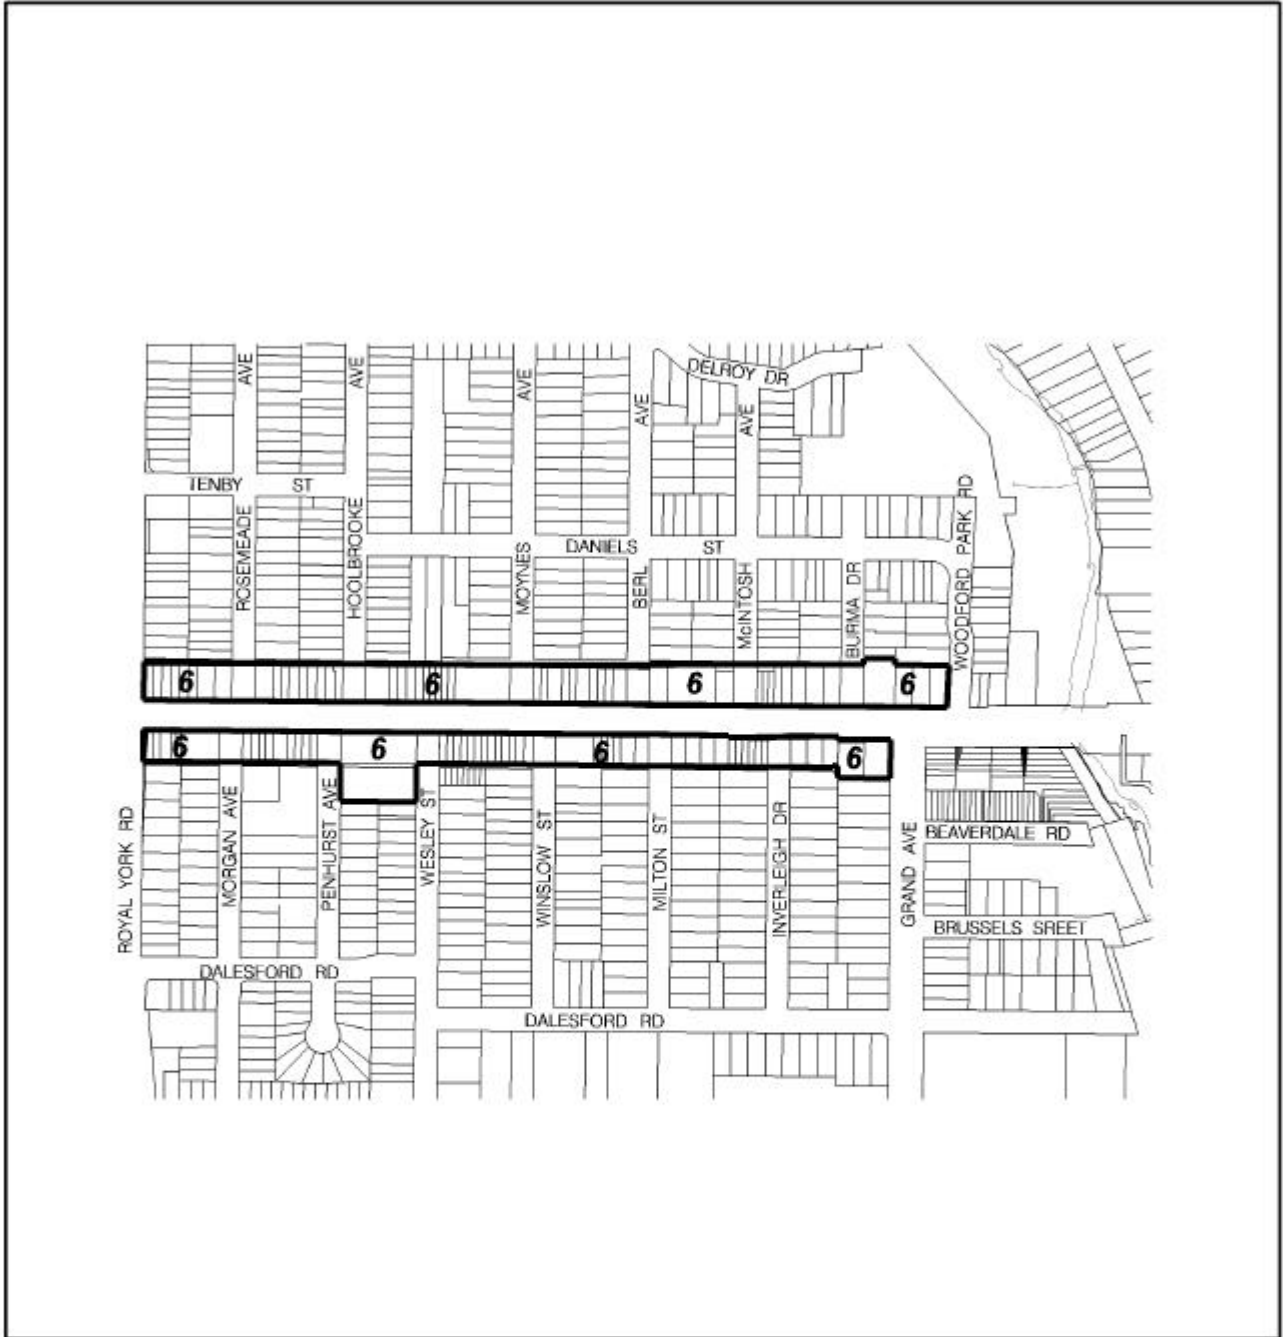 AVE
AVE
AVE
AVE
AVE
DELROY DR
TENBY ST
ROSEMEADE
HOOLBROOKE
MOYNES
DANIELS ST
BERL
McINTOSH
BURMA DR
WOODFORD PARK RD
6 6 6 6
6 6 6 6
ROYAL YORK RD
MORGAN AVE
PENHURST AVE
WESLEY ST
WINSLOW ST
MILTON ST
INVERLEIGH DR
GRAND AVE
BEAVERDALE RD
BRUSSELS SREET
DALESFORD RD
DALESFORD RD